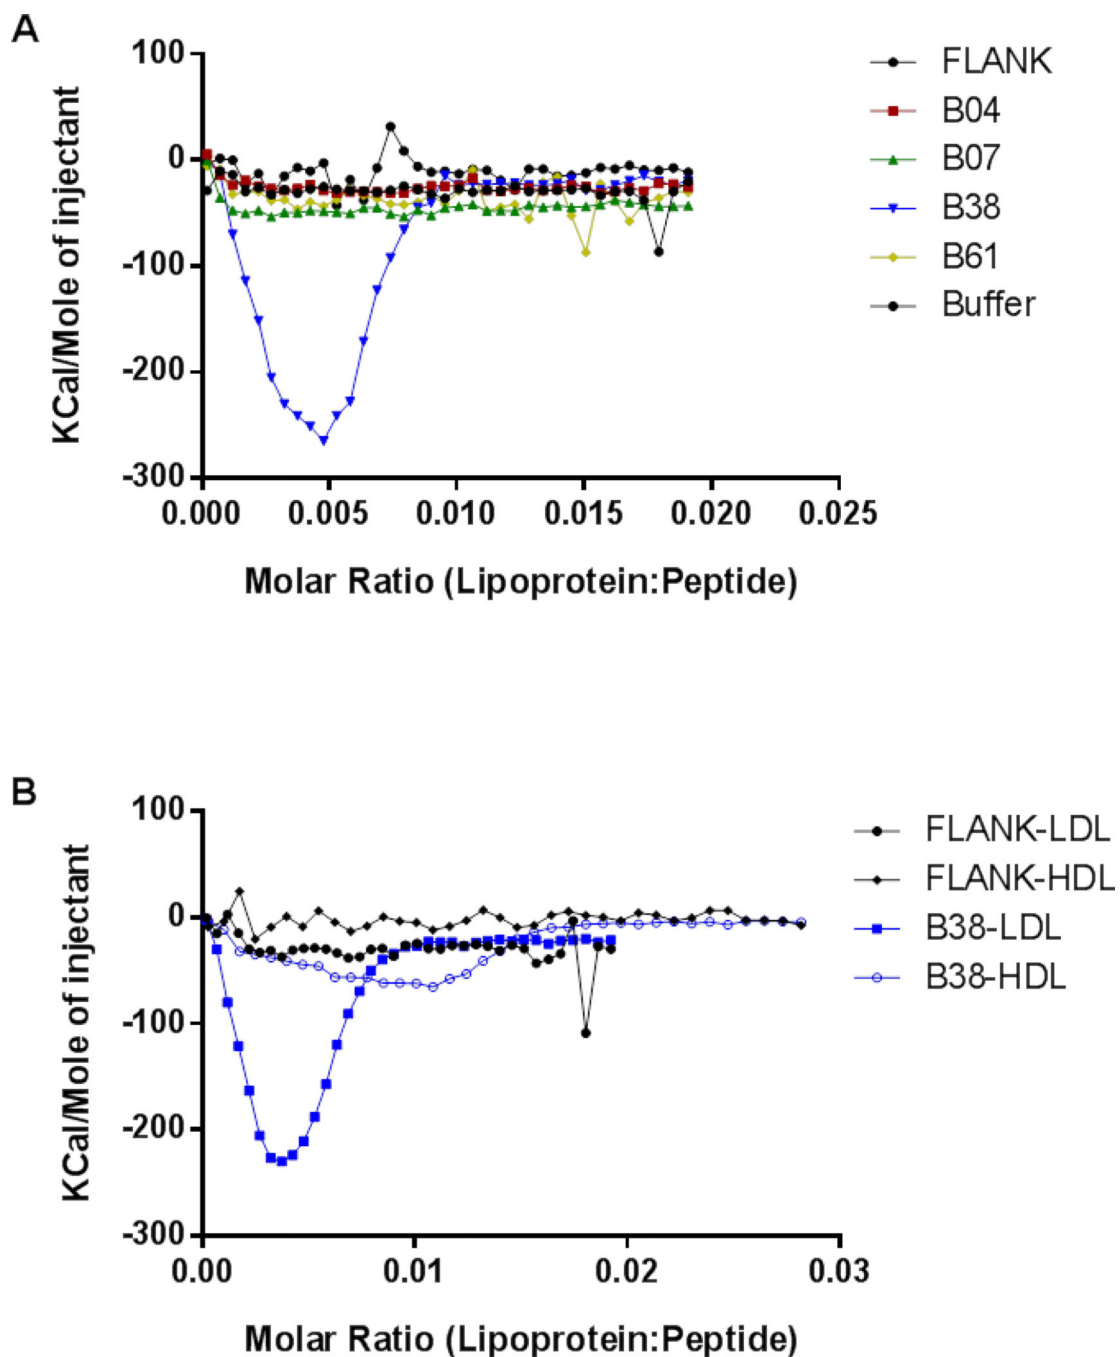 A
100
0
-100
-200
-300
KCal/Mole of injectant
0.000 0.005 0.010 0.015 0.020 0.025
Molar Ratio (Lipoprotein:Peptide)
FLANK
B04
B07
B38
B61
Buffer
B
100
0
-100
-200
-300
KCal/Mole of injectant
0.00 0.01 0.02 0.03
Molar Ratio (Lipoprotein:Peptide)
FLANK-LDL
FLANK-HDL
B38-LDL
B38-HDL